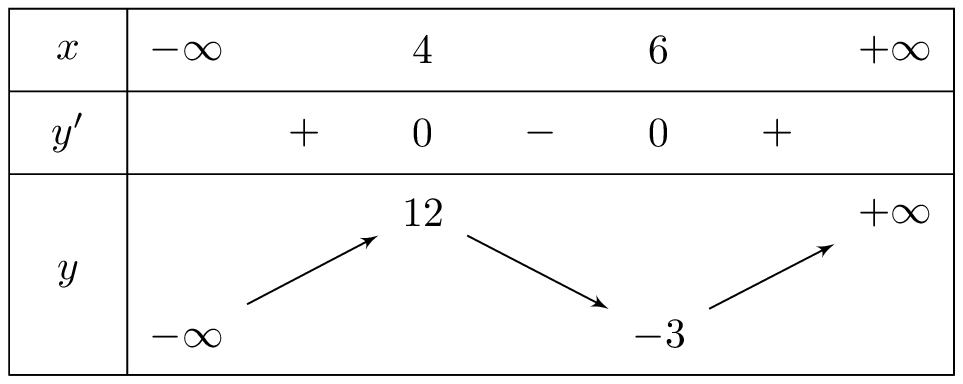 x −∞ 4 6 +∞
y′ + 0 − 0 +
12 +∞
y
−∞ −3